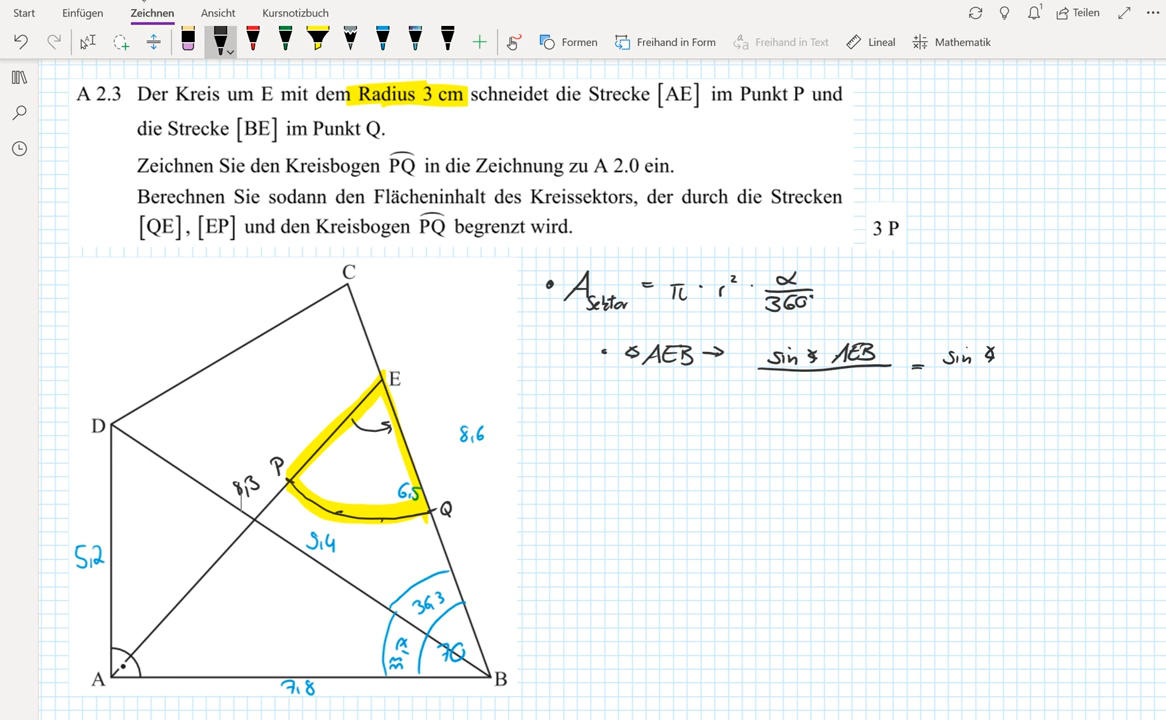 Start Einfügen Zeichnen Ansicht Kursnotizbuch
Teilen
Formen Freihand in Form Freihand in Text Lineal Mathematik
A 2.3 Der Kreis um E mit dem Radius 3 cm schneidet die Strecke [AE] im Punkt P und
die Strecke [BE] im Punkt Q.
Zeichnen Sie den Kreisbogen PQ in die Zeichnung zu A 2.0 ein.
Berechnen Sie sodann den Flächeninhalt des Kreissektors, der durch die Strecken
[QE], [EP] und den Kreisbogen PQ begrenzt wird.
3 P
• A Sektor = π · r² · α/360°
• ∢ AEB → sin ∢ AEB = sin ∢
C
E
D
8,6
P
8,3
6,5
Q
9,4
5,2
36,3
70
A
B
7,8